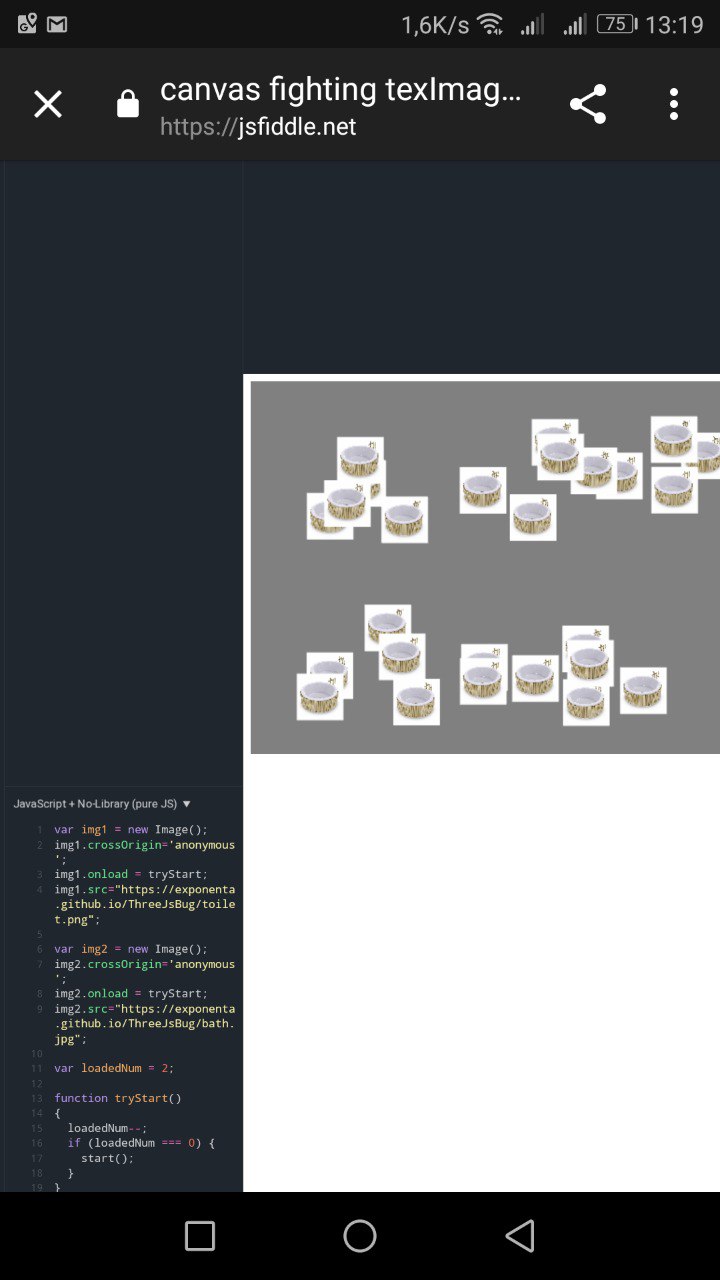 1,6K/s 75 13:19
canvas fighting texImag...
https://jsfiddle.net
JavaScript + No-Library (pure JS) ▼
1 var img1 = new Image();
2 img1.crossOrigin='anonymous
';
3 img1.onload = tryStart;
4 img1.src="https://exponenta
.github.io/ThreeJsBug/toile
t.png";
5
6 var img2 = new Image();
7 img2.crossOrigin='anonymous
';
8 img2.onload = tryStart;
9 img2.src="https://exponenta
.github.io/ThreeJsBug/bath.
jpg";
10
11 var loadedNum = 2;
12
13 function tryStart()
14 {
15 loadedNum--;
16 if (loadedNum === 0) {
17 start();
18 }
19 }